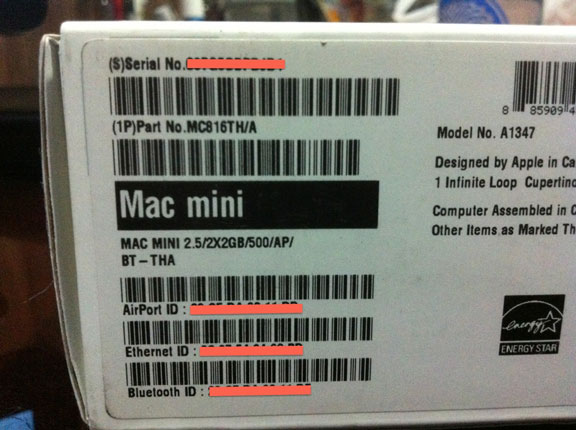 (S)Serial No.
(1P)Part No.MC816TH/A
Mac mini
MAC MINI 2.5/2X2GB/500/AP/
BT-THA
AirPort ID :
Ethernet ID :
Bluetooth ID :
8 85909 4
Model No. A1347
Designed by Apple in Ca
1 Infinite Loop Cupertino
Computer Assembled in C
Other Items as Marked Th
energy
ENERGY STAR